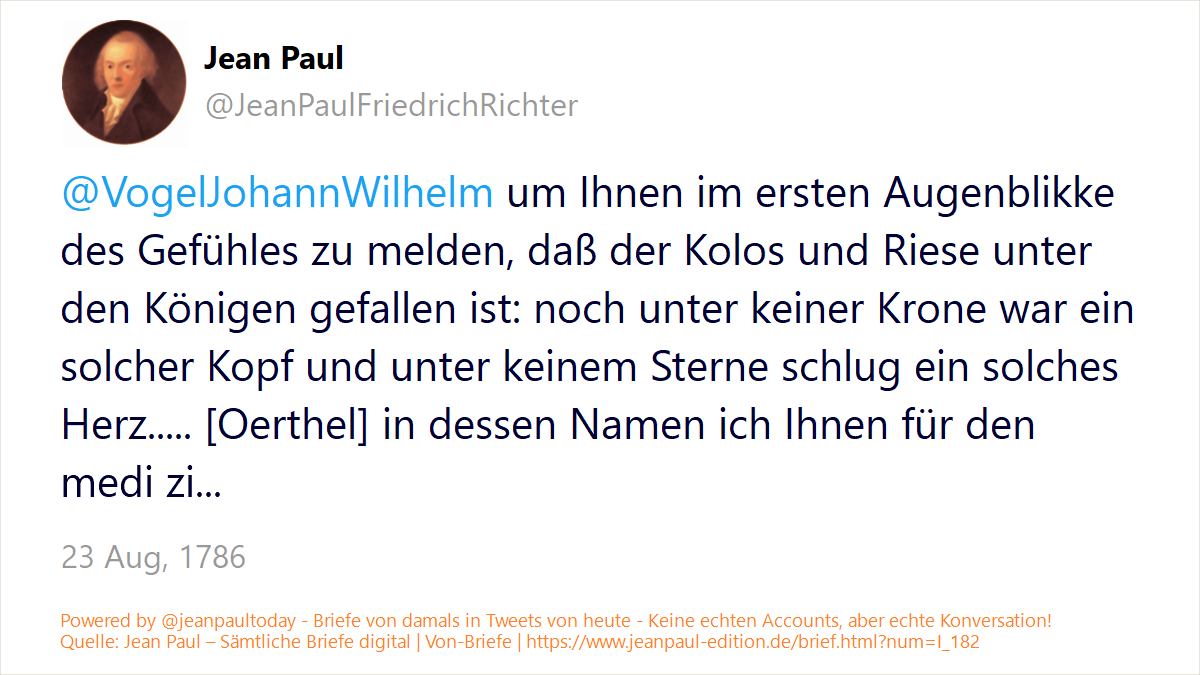 Jean Paul
@JeanPaulFriedrichRichter
@VogelJohannWilhelm um Ihnen im ersten Augenblikke
des Gefühles zu melden, daß der Kolos und Riese unter
den Königen gefallen ist: noch unter keiner Krone war ein
solcher Kopf und unter keinem Sterne schlug ein solches
Herz..... [Oerthel] in dessen Namen ich Ihnen für den
medi zi...
23 Aug, 1786
Powered by @jeanpaultoday - Briefe von damals in Tweets von heute - Keine echten Accounts, aber echte Konversation!
Quelle: Jean Paul – Sämtliche Briefe digital | Von-Briefe | https://www.jeanpaul-edition.de/brief.html?num=I_182